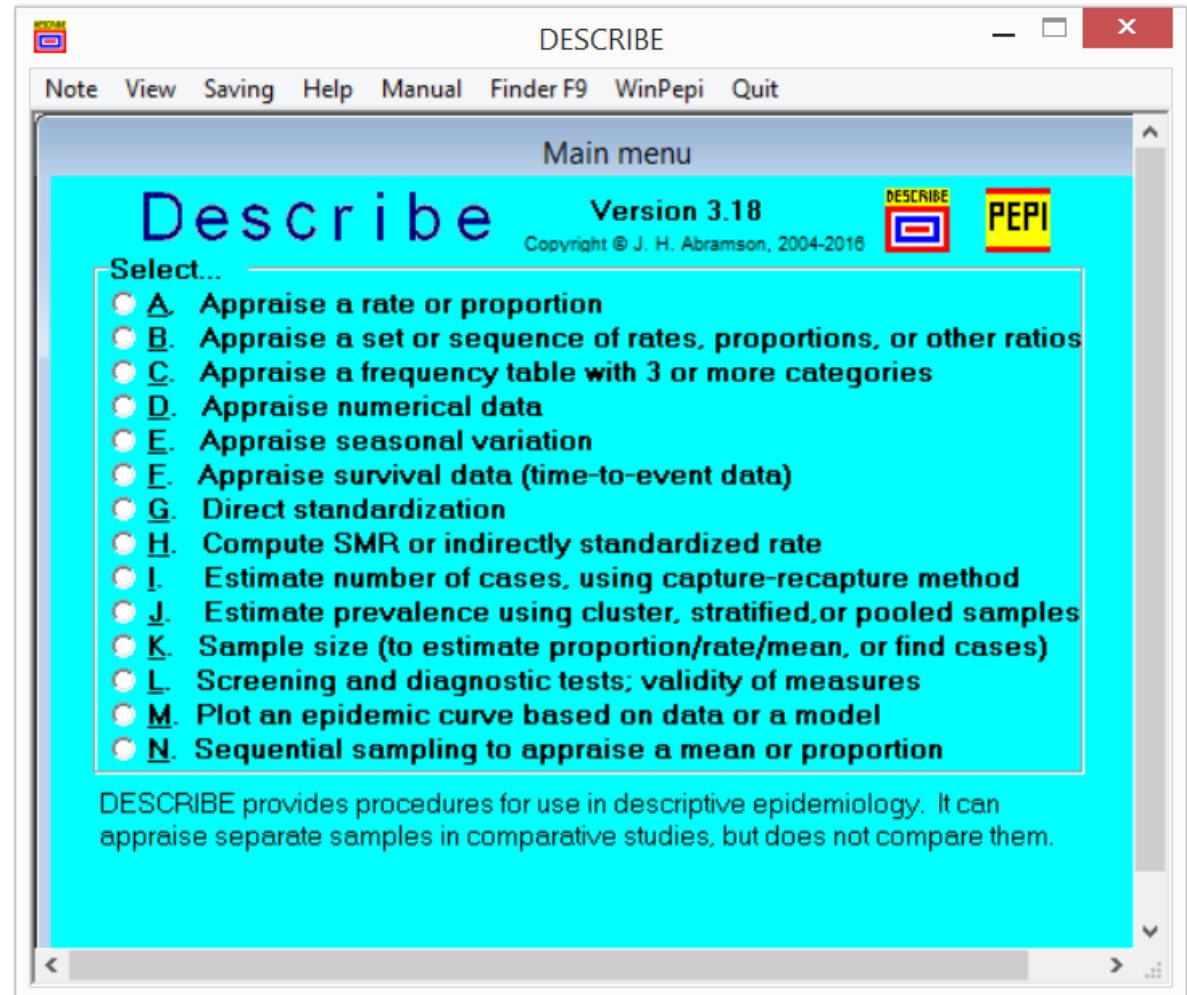 DESCRIBE
Note View Saving Help Manual Finder F9 WinPepi Quit
Main menu
Describe Version 3.18 DESCRIBE PEPI
Copyright © J. H. Abramson, 2004-2016
Select...
A. Appraise a rate or proportion
B. Appraise a set or sequence of rates, proportions, or other ratios
C. Appraise a frequency table with 3 or more categories
D. Appraise numerical data
E. Appraise seasonal variation
F. Appraise survival data (time-to-event data)
G. Direct standardization
H. Compute SMR or indirectly standardized rate
I. Estimate number of cases, using capture-recapture method
J. Estimate prevalence using cluster, stratified,or pooled samples
K. Sample size (to estimate proportion/rate/mean, or find cases)
L. Screening and diagnostic tests; validity of measures
M. Plot an epidemic curve based on data or a model
N. Sequential sampling to appraise a mean or proportion
DESCRIBE provides procedures for use in descriptive epidemiology. It can
appraise separate samples in comparative studies, but does not compare them.